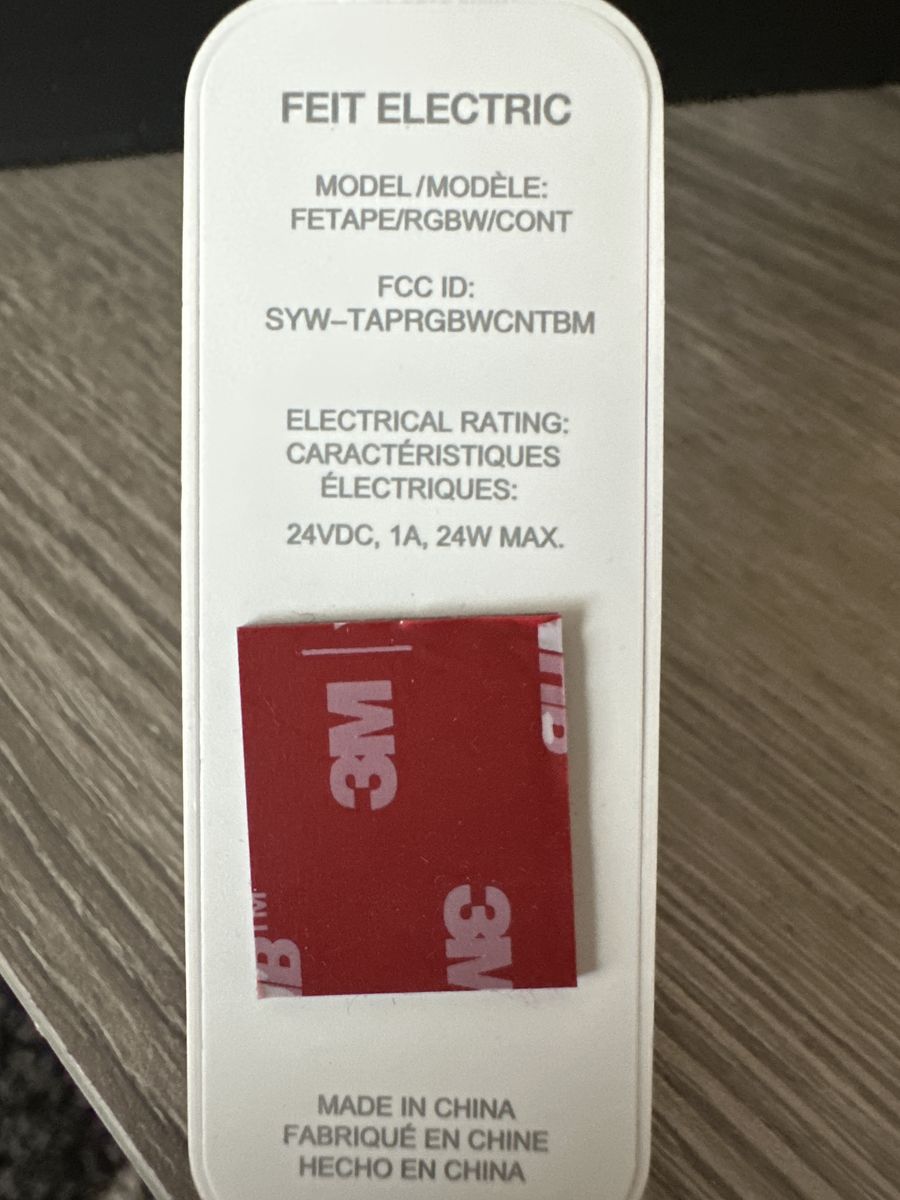 FEIT ELECTRIC
MODEL/MODÈLE:
FETAPE/RGBW/CONT
FCC ID:
SYW-TAPRGBWCNTBM
ELECTRICAL RATING:
CARACTÉRISTIQUES
ÉLECTRIQUES:
24VDC, 1A, 24W MAX.
3M
3M
MADE IN CHINA
FABRIQUÉ EN CHINE
HECHO EN CHINA